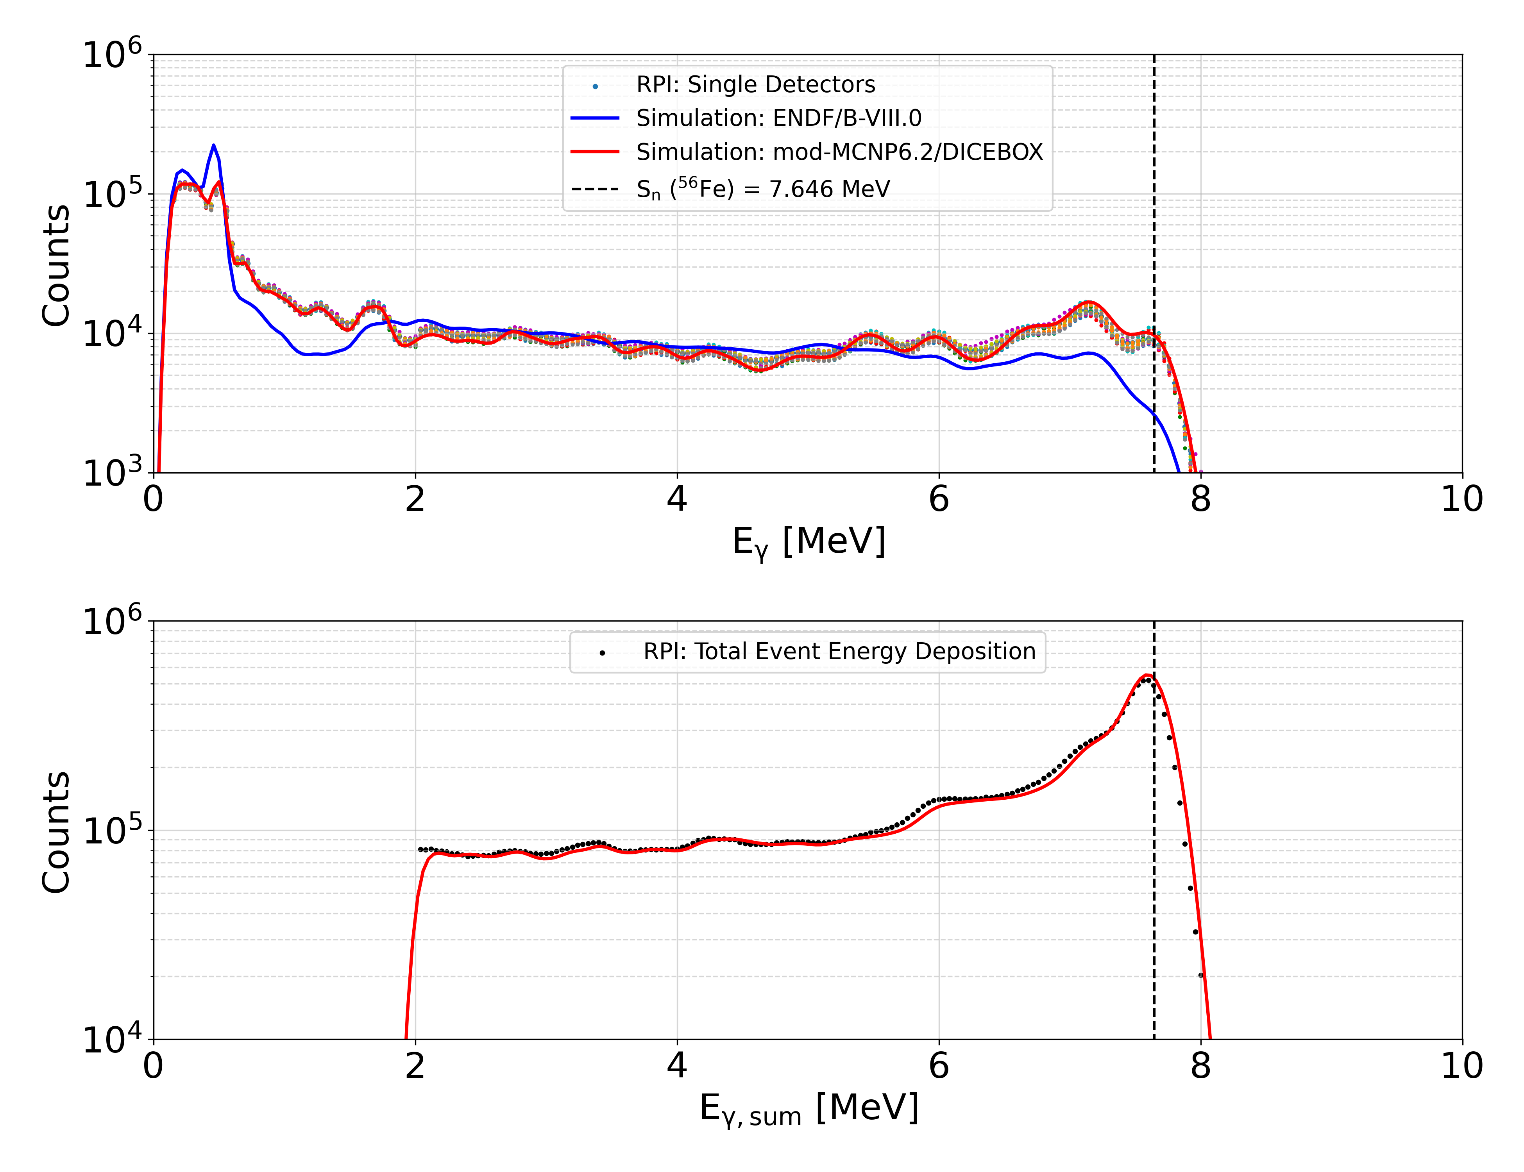 10⁶
10⁵
10⁴
10³
Counts
RPI: Single Detectors
Simulation: ENDF/B-VIII.0
Simulation: mod-MCNP6.2/DICEBOX
Sₙ (⁵⁶Fe) = 7.646 MeV
0 2 4 6 8 10
Eᵧ [MeV]
10⁶
10⁵
10⁴
Counts
RPI: Total Event Energy Deposition
0 2 4 6 8 10
Eγ, sum [MeV]